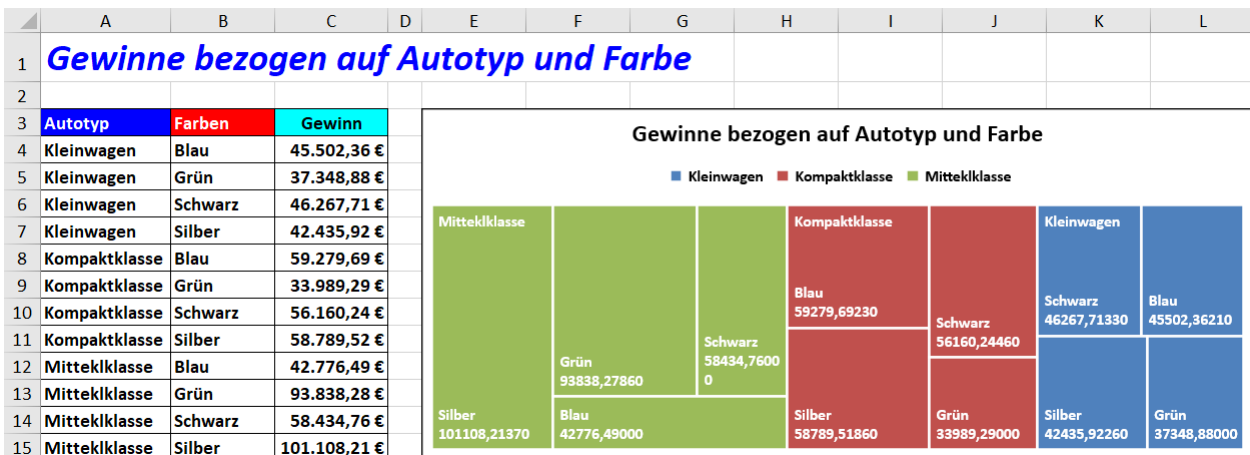 A B C D E F G H I J K L
1 Gewinne bezogen auf Autotyp und Farbe
2
3 Autotyp Farben Gewinn
4 Kleinwagen Blau 45.502,36 €
5 Kleinwagen Grün 37.348,88 €
6 Kleinwagen Schwarz 46.267,71 €
7 Kleinwagen Silber 42.435,92 €
8 Kompaktklasse Blau 59.279,69 €
9 Kompaktklasse Grün 33.989,29 €
10 Kompaktklasse Schwarz 56.160,24 €
11 Kompaktklasse Silber 58.789,52 €
12 Mitteklklasse Blau 42.776,49 €
13 Mitteklklasse Grün 93.838,28 €
14 Mitteklklasse Schwarz 58.434,76 €
15 Mitteklklasse Silber 101.108,21 €
Gewinne bezogen auf Autotyp und Farbe
Kleinwagen Kompaktklasse Mitteklklasse
Mitteklklasse
Silber
101108,21370
Grün
93838,27860
Schwarz
58434,7600
0
Blau
42776,49000
Kompaktklasse
Blau
59279,69230
Schwarz
56160,24460
Silber
58789,51860
Grün
33989,29000
Kleinwagen
Schwarz
46267,71330
Blau
45502,36210
Silber
42435,92260
Grün
37348,88000